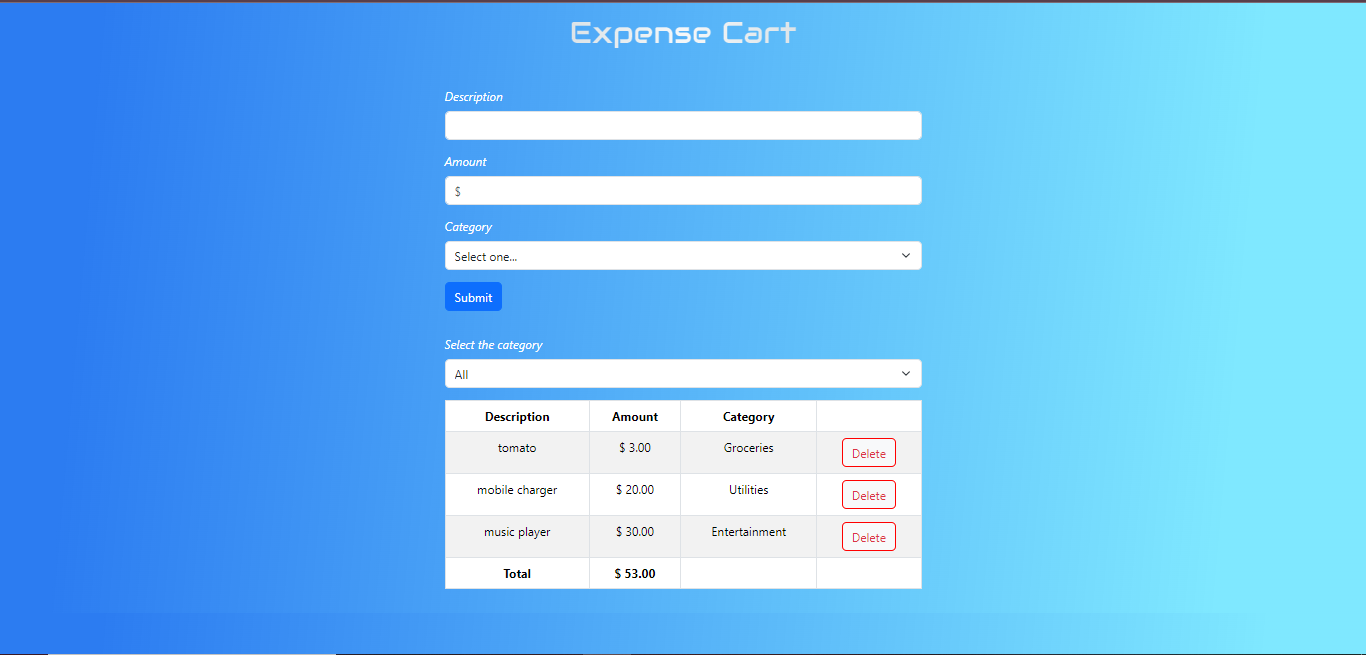 Expense Cart
Description
Amount
$
Category
Select one...
Submit
Select the category
All
Description Amount Category
tomato $ 3.00 Groceries Delete
mobile charger $ 20.00 Utilities Delete
music player $ 30.00 Entertainment Delete
Total $ 53.00